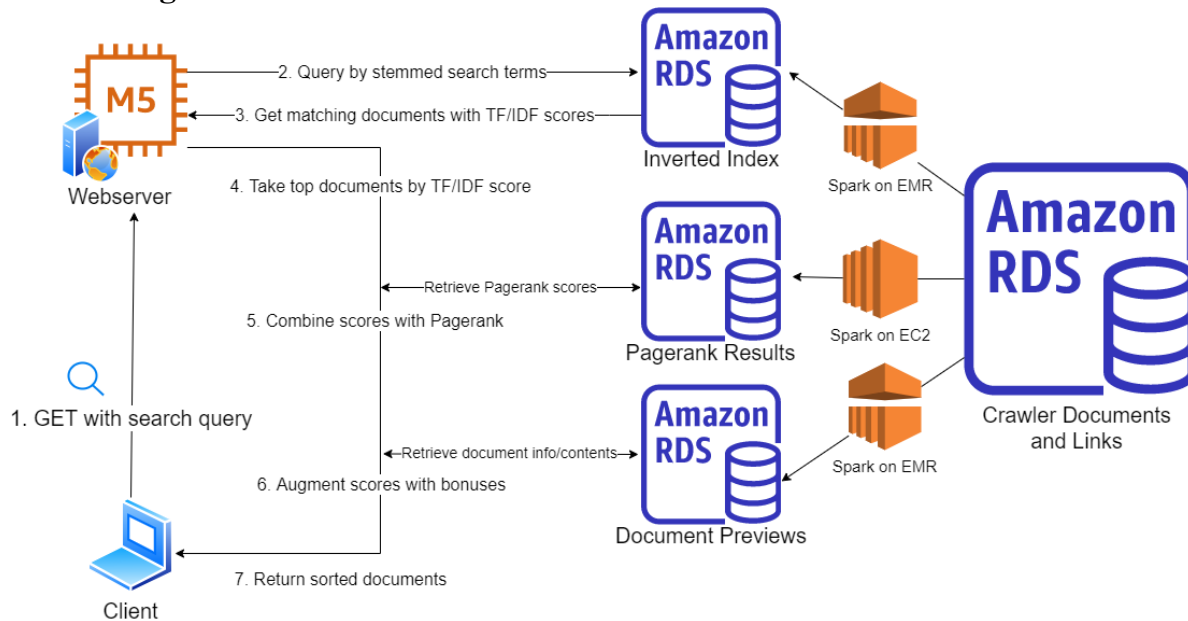 Amazon
RDS
M5
2. Query by stemmed search terms
3. Get matching documents with TF/IDF scores
Inverted Index
Webserver
4. Take top documents by TF/IDF score
Spark on EMR
Amazon
RDS
Amazon
RDS
Retrieve Pagerank scores
5. Combine scores with Pagerank
Spark on EC2
Pagerank Results
1. GET with search query
Amazon
RDS
Crawler Documents
and Links
Retrieve document info/contents
Spark on EMR
6. Augment scores with bonuses
Document Previews
7. Return sorted documents
Client